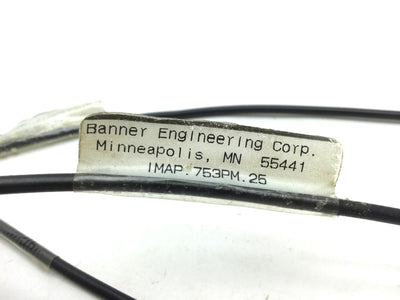 Banner Engineering Corp.
Minneapolis, MN 55441
IMAP.753PM.25